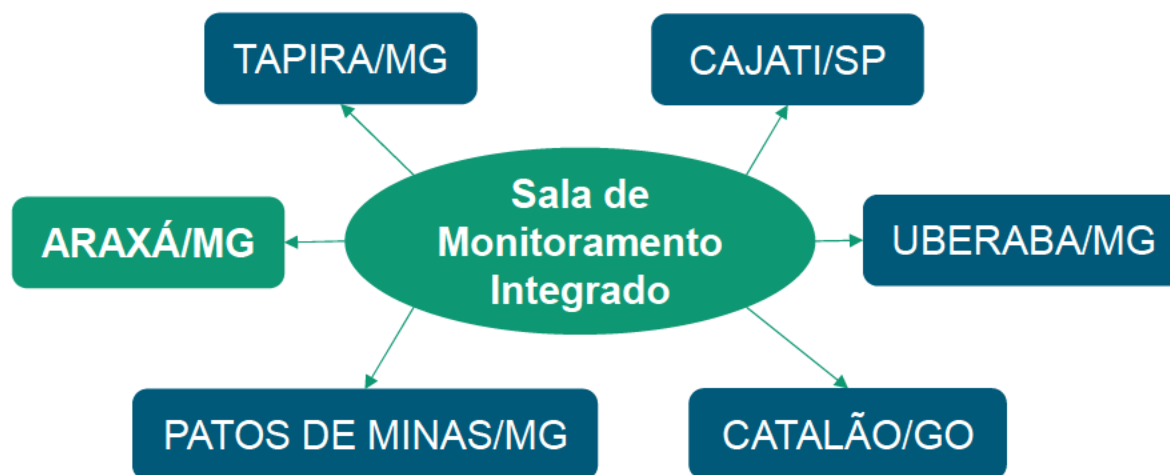 TAPIRA/MG
CAJATI/SP
Sala de
Monitoramento
Integrado
ARAXÁ/MG
UBERABA/MG
PATOS DE MINAS/MG
CATALÃO/GO